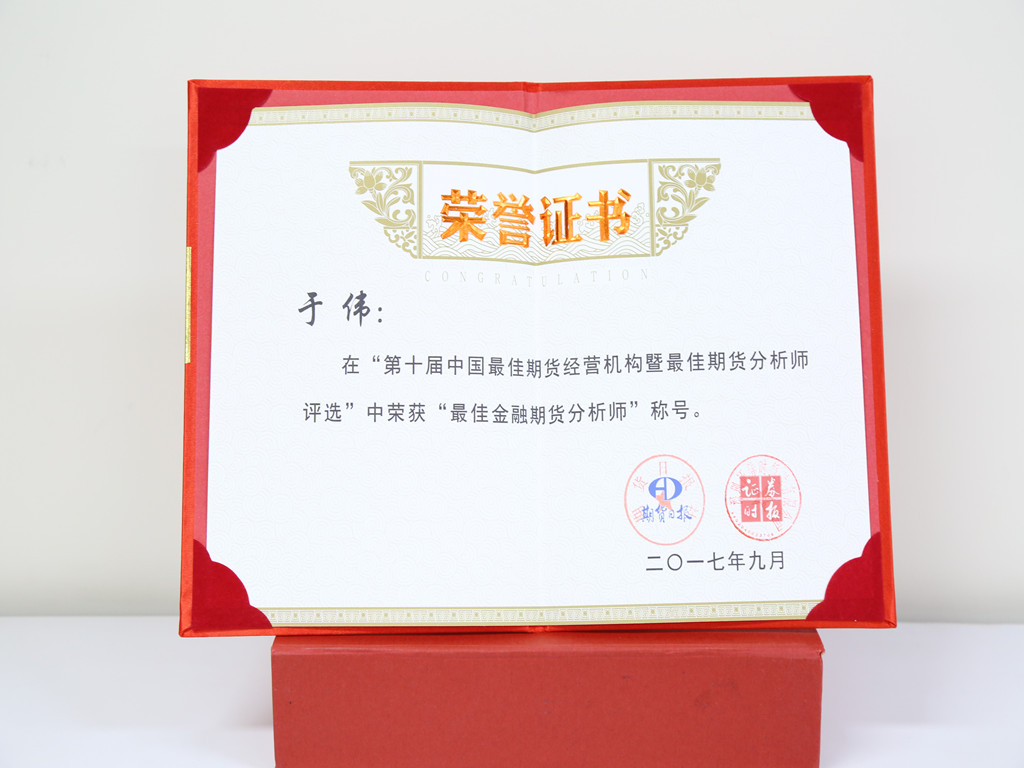 荣誉证书
CONGRATULATION
于 伟：
在“第十届中国最佳期货经营机构暨最佳期货分析师
评选”中荣获“最佳金融期货分析师”称号。
期货日报
证券
时报
二〇一七年九月